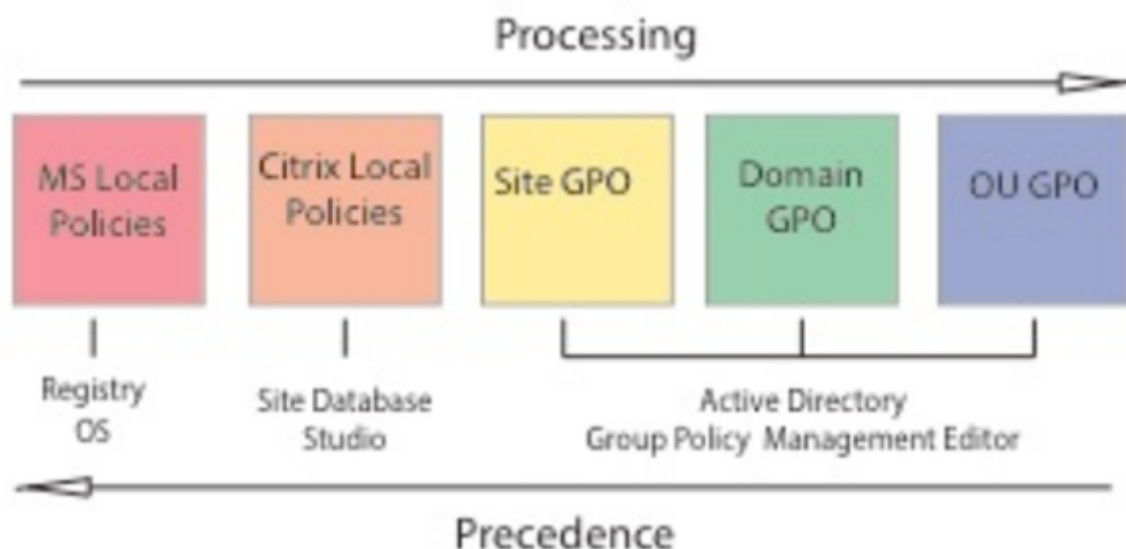 Processing
MS Local
Policies
Citrix Local
Policies
Site GPO
Domain
GPO
OU GPO
Registry
OS
Site Database
Studio
Active Directory
Group Policy Management Editor
Precedence